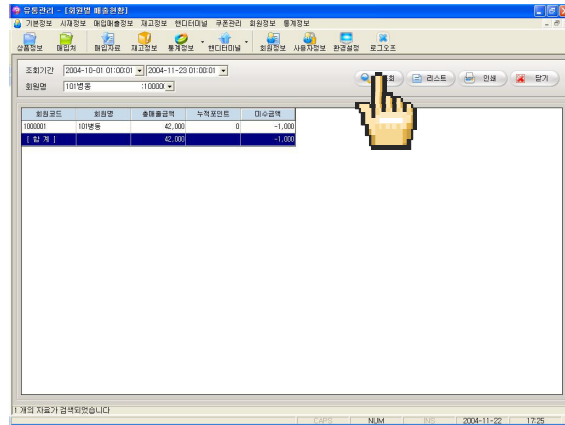 유통관리 - [회원별 매출현황]
기본정보 시재정보 매입매출정보 재고정보 핸디터미널 쿠폰관리 회원정보 통계정보
상품정보 매입처 매입자료 재고정보 통계정보 핸디터미널 회원정보 사용자정보 환경설정 로그오프
조회기간 2004-10-01 01:00:01 2004-11-23 01:00:01
회원명 101병동 :10000
리스트 인쇄 닫기
회원코드 회원명 총매출금액 누적포인트 미수금액
1000001 101병동 42,000 0 -1,000
[ 합 계 ] 42,000 -1,000
1 개의 자료가 검색되었습니다
CAPS NUM INS 2004-11-22 17:25